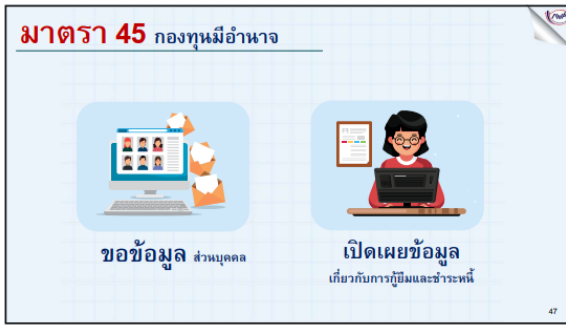 มาตรา 45 กองทุนมีอำนาจ
ขอข้อมูล ส่วนบุคคล
เปิดเผยข้อมูล
เกี่ยวกับการกู้ยืมและชำระหนี้
47